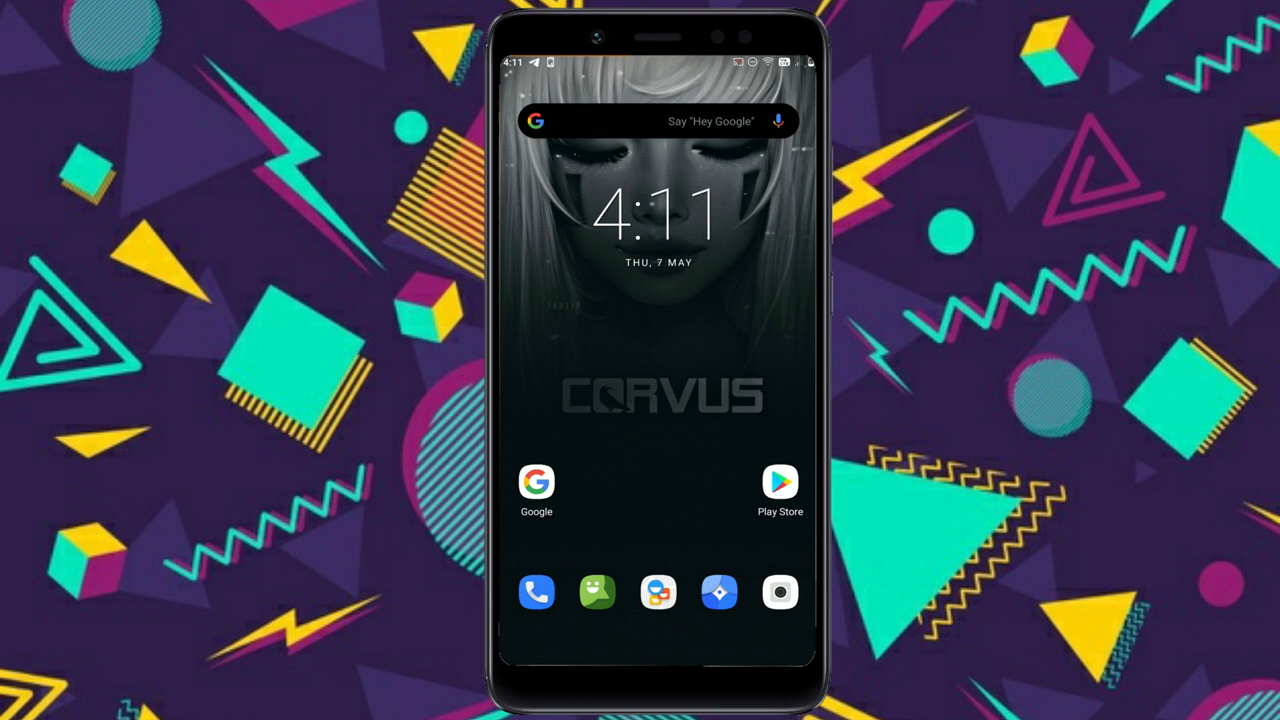 4:11
Say "Hey Google"
4:11
THU, 7 MAY
CORVUS
Google
Play Store